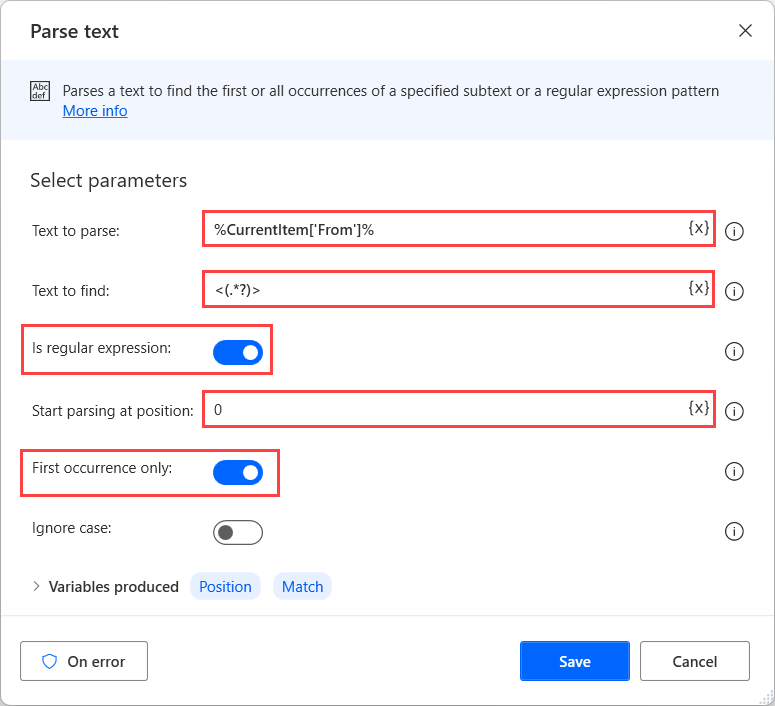 Parse text
Abc
def
Parses a text to find the first or all occurrences of a specified subtext or a regular expression pattern
More info
Select parameters
Text to parse: %CurrentItem['From']% {x}
Text to find: <(.*?)> {x}
Is regular expression:
Start parsing at position: 0 {x}
First occurrence only:
Ignore case:
Variables produced Position Match
On error Save Cancel